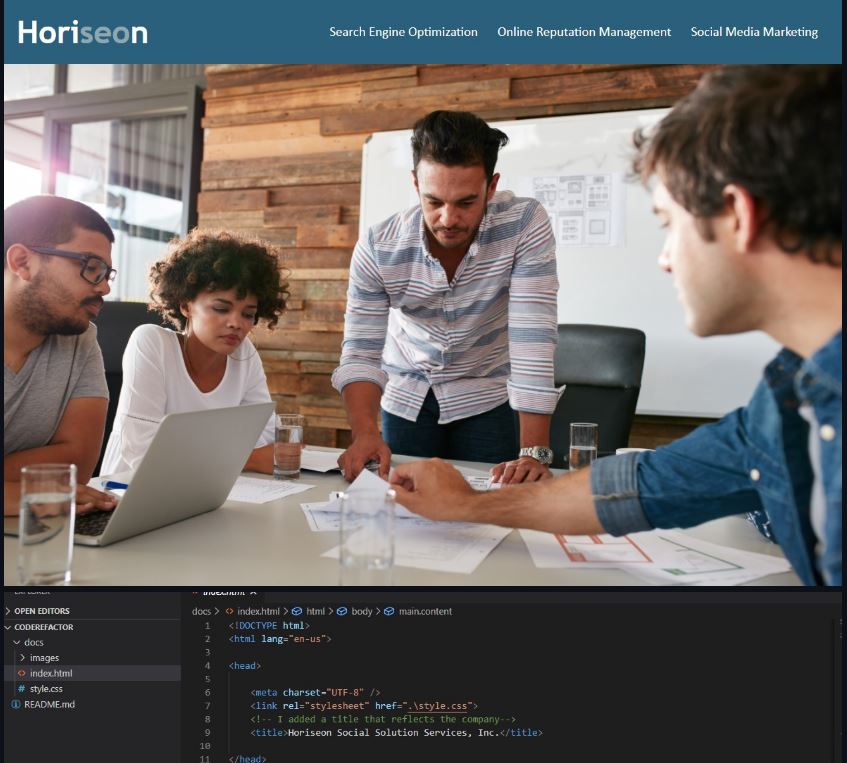 Horiseon
Search Engine Optimization Online Reputation Management Social Media Marketing
index.html
OPEN EDITORS
CODEREFACTOR
docs
images
index.html
style.css
README.md
docs > index.html > html > body > main.content
1 <!DOCTYPE html>
2 <html lang="en-us">
3
4 <head>
5
6 <meta charset="UTF-8" />
7 <link rel="stylesheet" href=".\style.css">
8 <!-- I added a title that reflects the company-->
9 <title>Horiseon Social Solution Services, Inc.</title>
10
11 </head>